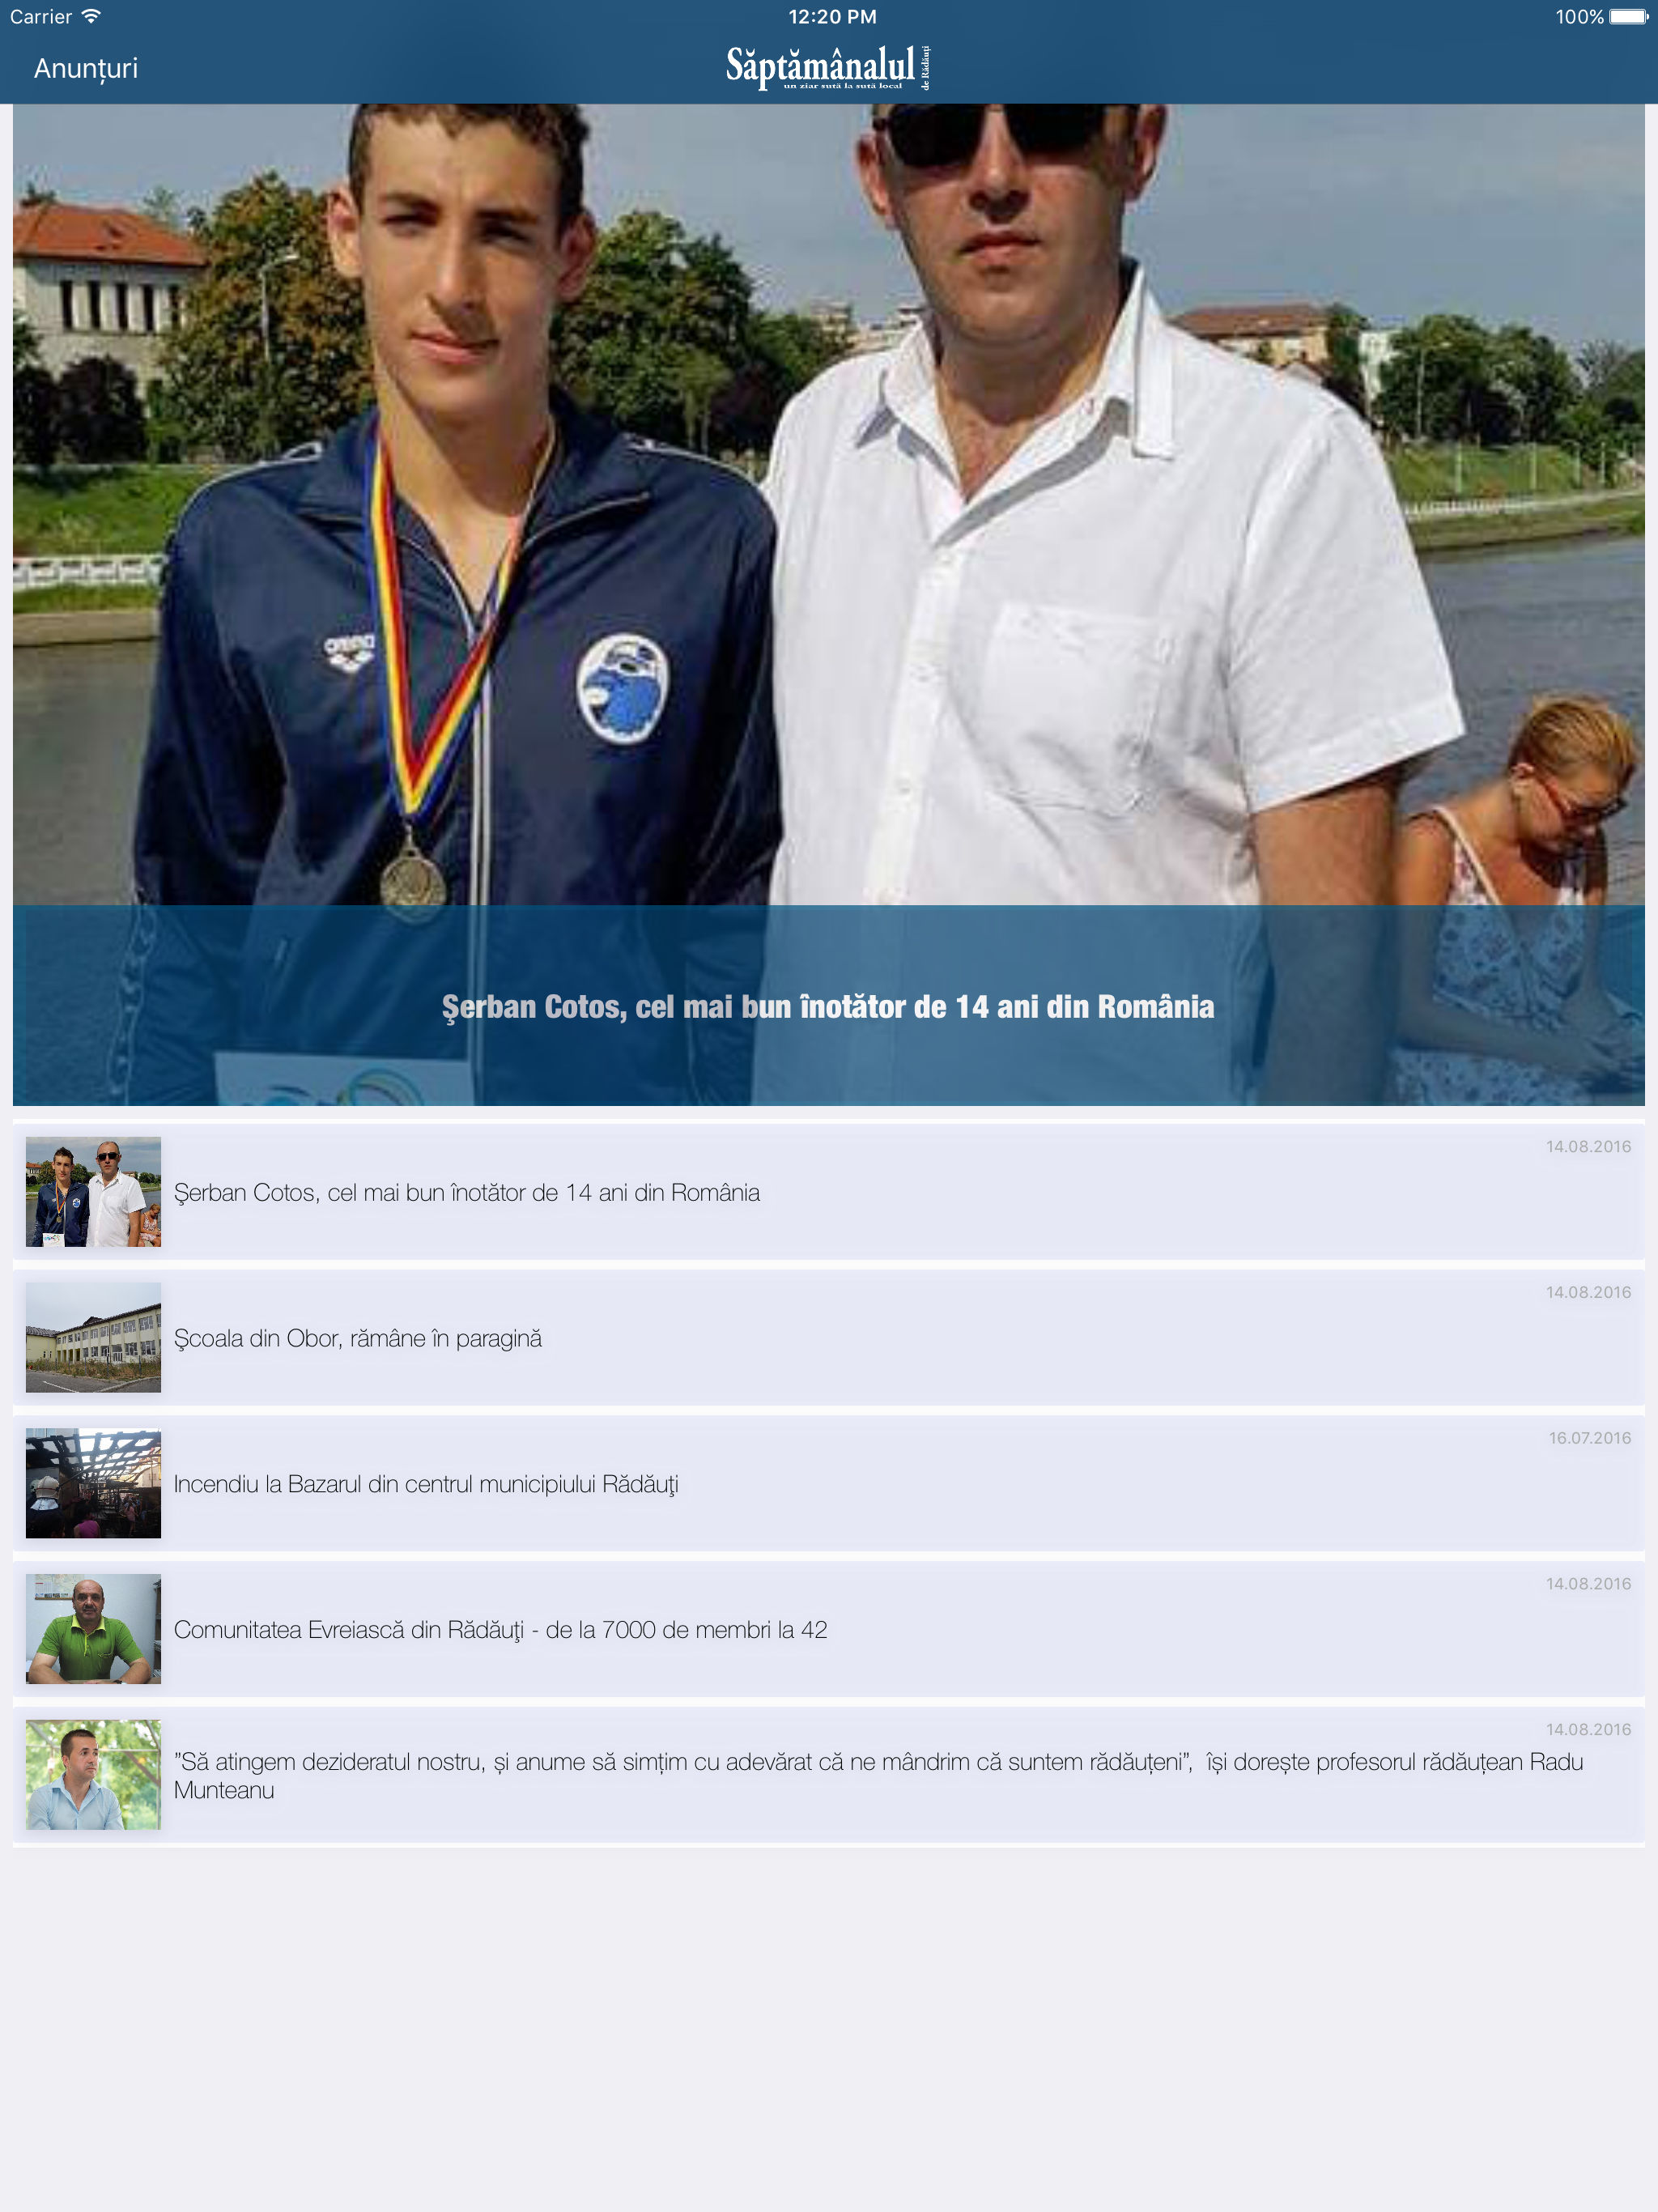 Carrier 12:20 PM 100%
Anunțuri
Săptămânalul
de Rădăuți
un ziar sută la sută local
arena
Şerban Cotos, cel mai bun înotător de 14 ani din România
14.08.2016
Şerban Cotos, cel mai bun înotător de 14 ani din România
14.08.2016
Şcoala din Obor, rămâne în paragină
16.07.2016
Incendiu la Bazarul din centrul municipiului Rădăuţi
14.08.2016
Comunitatea Evreiască din Rădăuţi - de la 7000 de membri la 42
14.08.2016
”Să atingem dezideratul nostru, și anume să simțim cu adevărat că ne mândrim că suntem rădăuțeni”,  își dorește profesorul rădăuțean Radu
Munteanu